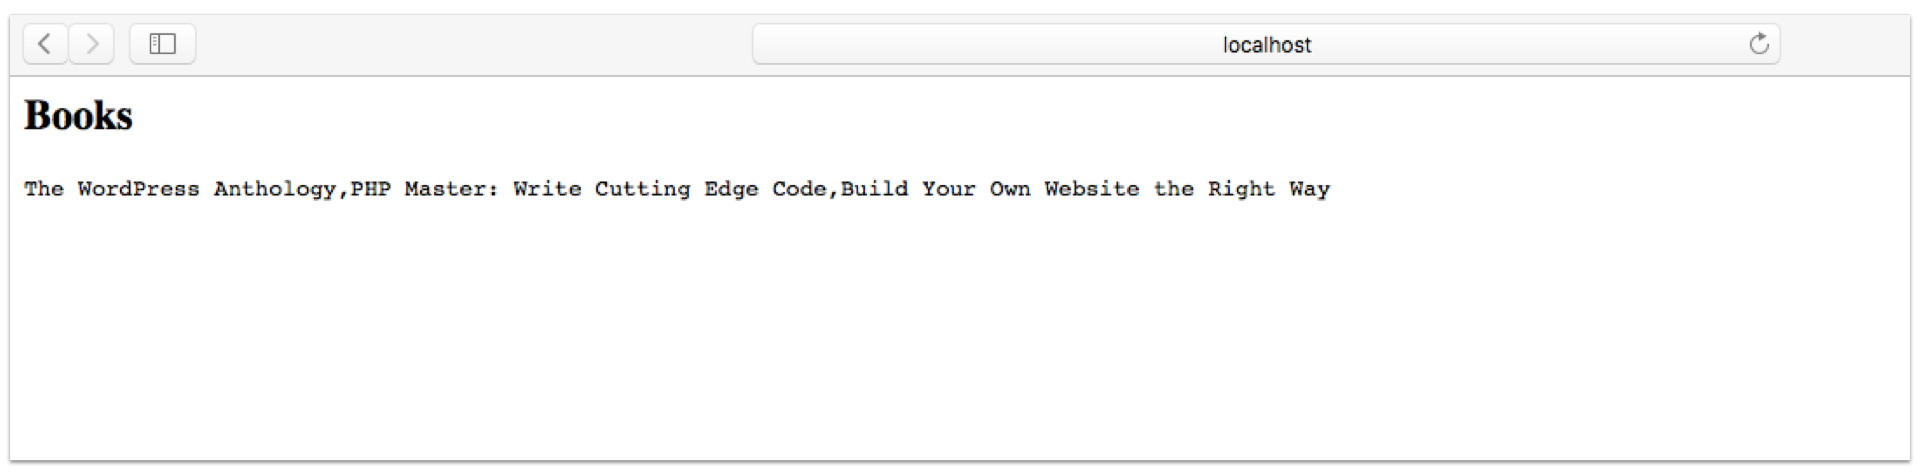 localhost
Books
The WordPress Anthology,PHP Master: Write Cutting Edge Code,Build Your Own Website the Right Way